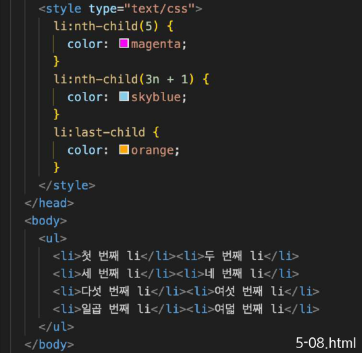 <style type="text/css">
li:nth-child(5) {
color: magenta;
}
li:nth-child(3n + 1) {
color: skyblue;
}
li:last-child {
color: orange;
}
</style>
</head>
<body>
<ul>
<li>첫 번째 li</li><li>두 번째 li</li>
<li>세 번째 li</li><li>네 번째 li</li>
<li>다섯 번째 li</li><li>여섯 번째 li</li>
<li>일곱 번째 li</li><li>여덟 번째 li</li>
</ul>
</body>
5-08.html